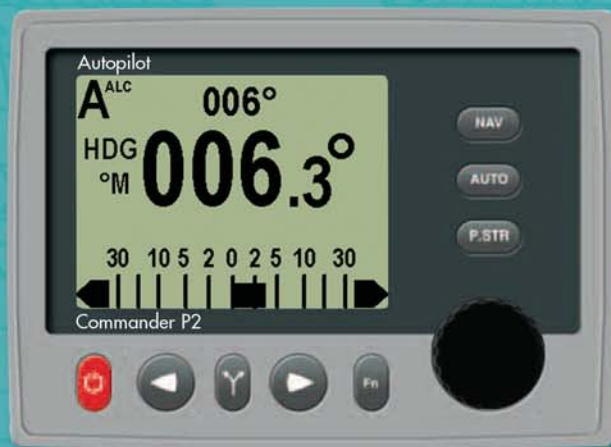 Autopilot
A ALC
006°
HDG
°M
006.3°
30 10 5 2 0 2 5 10 30
Commander P2
NAV
AUTO
P.STR
Fn